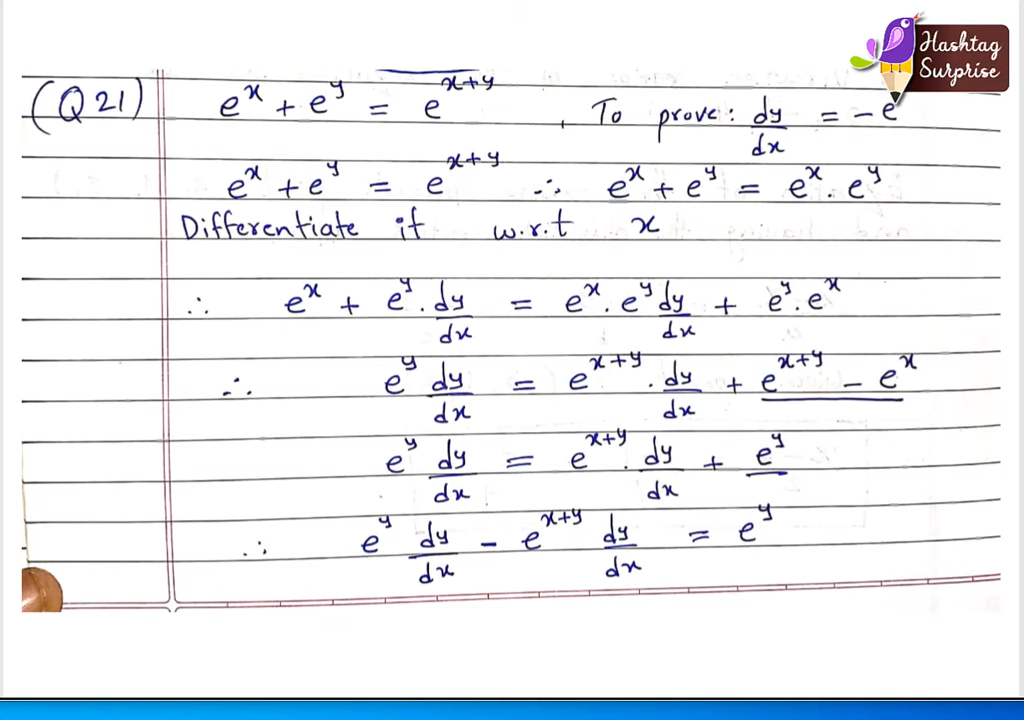 Hashtag
Surprise
(Q 21) e^x + e^y = e^(x+y) , To prove: dy/dx = - e
e^x + e^y = e^(x+y) ∴ e^x + e^y = e^x . e^y
Differentiate it w.r.t x
∴ e^x + e^y . dy/dx = e^x . e^y dy/dx + e^y . e^x
∴ e^y dy/dx = e^(x+y) . dy/dx + e^(x+y) - e^x
e^y dy/dx = e^(x+y) . dy/dx + e^y
∴ e^y dy/dx - e^(x+y) dy/dx = e^y